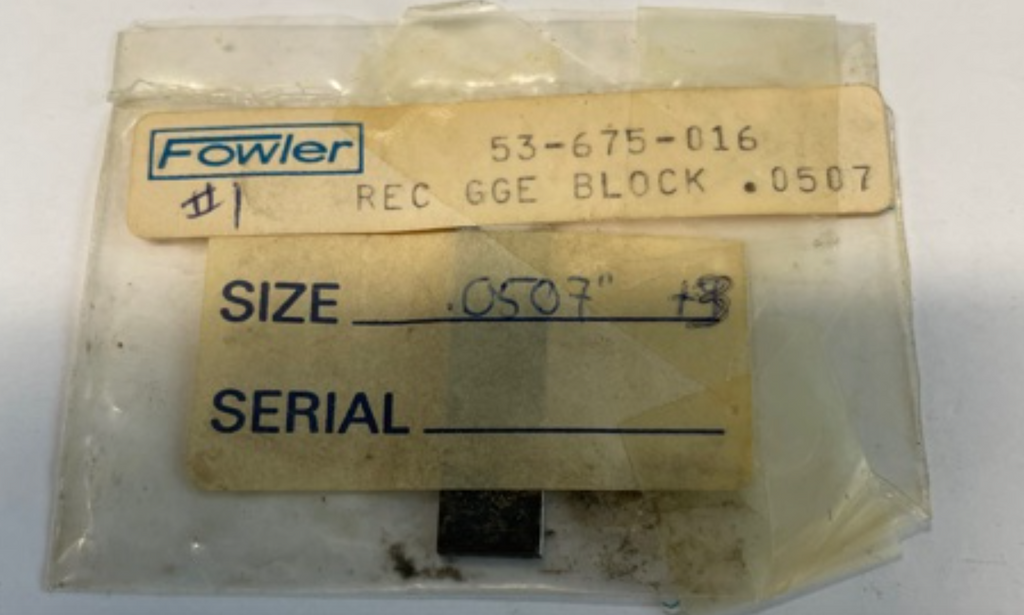 Fowler 53-675-016
#1 REC GGE BLOCK .0507
SIZE .0507"
SERIAL